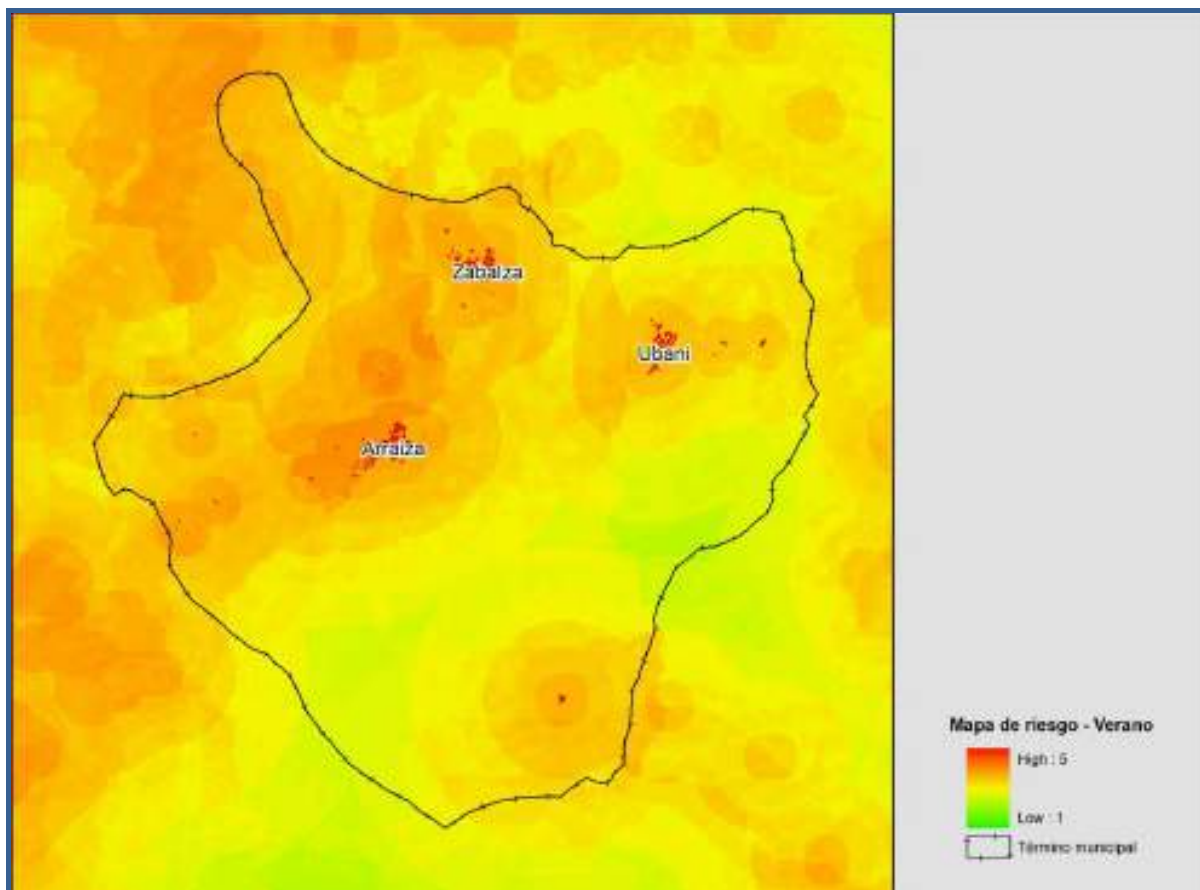 Zabalza
Ubani
Arraiza
Mapa de riesgo - Verano
High : 5
Low : 1
Término municipal